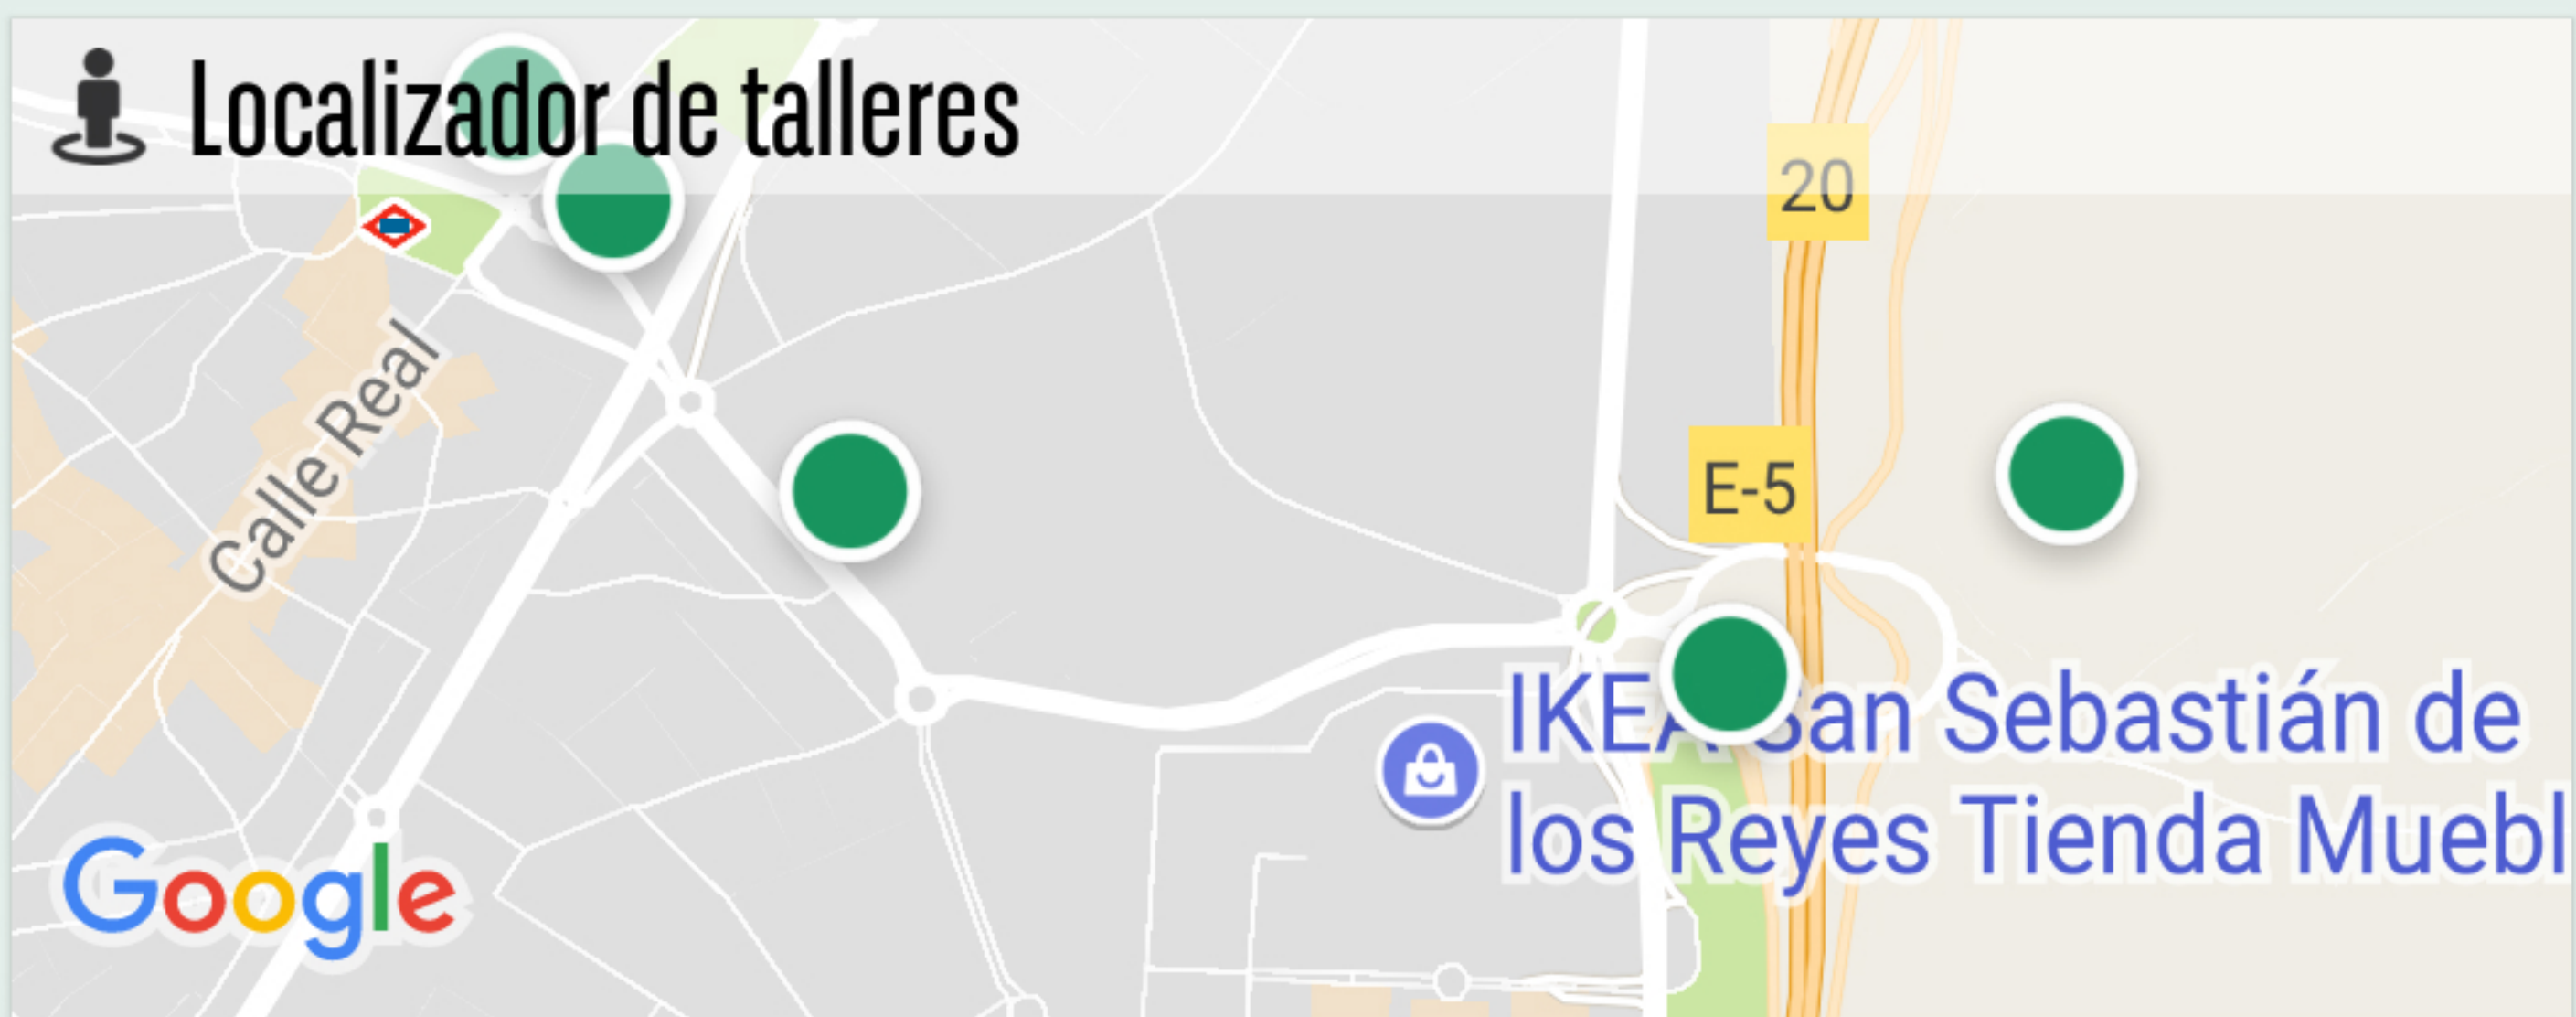 Localizador de talleres
20
Calle Real
E-5
IKEA San Sebastián de
los Reyes Tienda Muebl
Google